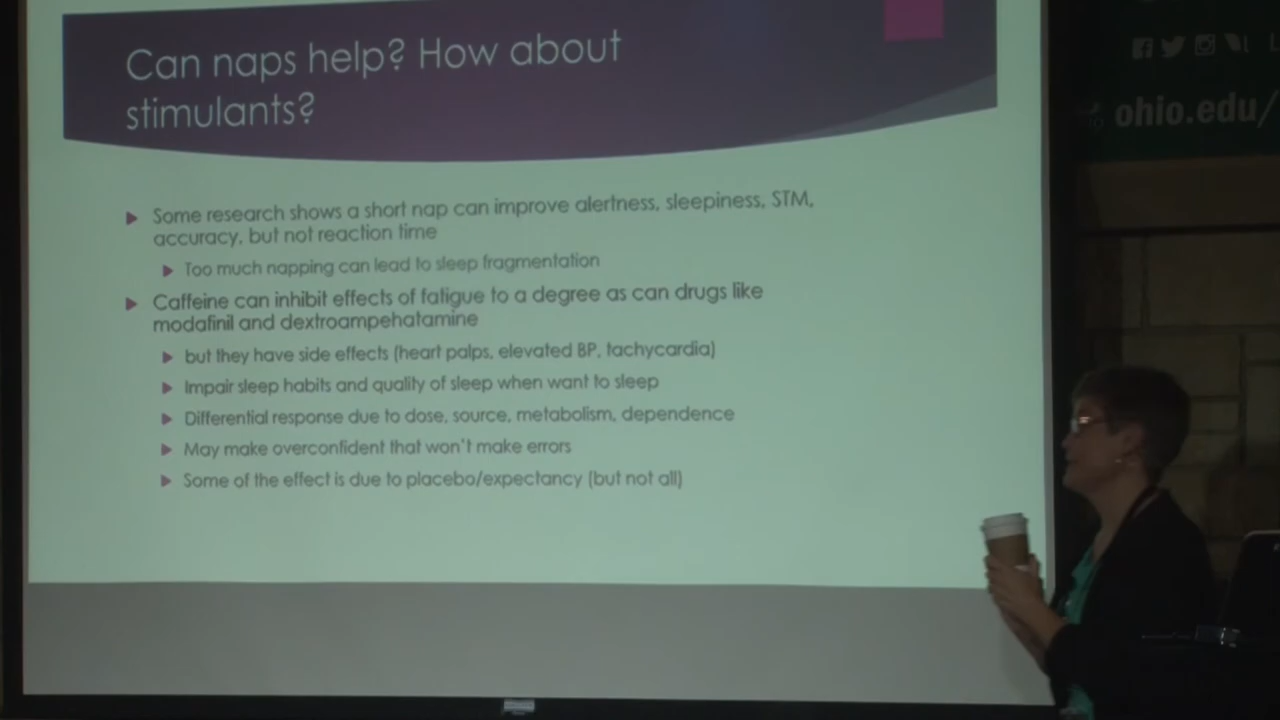 Can naps help? How about
stimulants?
Some research shows a short nap can improve alertness, sleepiness, STM,
accuracy, but not reaction time
Too much napping can lead to sleep fragmentation
Caffeine can inhibit effects of fatigue to a degree as can drugs like
modafinil and dextroampehatamine
but they have side effects (heart palps, elevated BP, tachycardia)
Impair sleep habits and quality of sleep when want to sleep
Differential response due to dose, source, metabolism, dependence
May make overconfident that won't make errors
Some of the effect is due to placebo/expectancy (but not all)
ohio.edu/